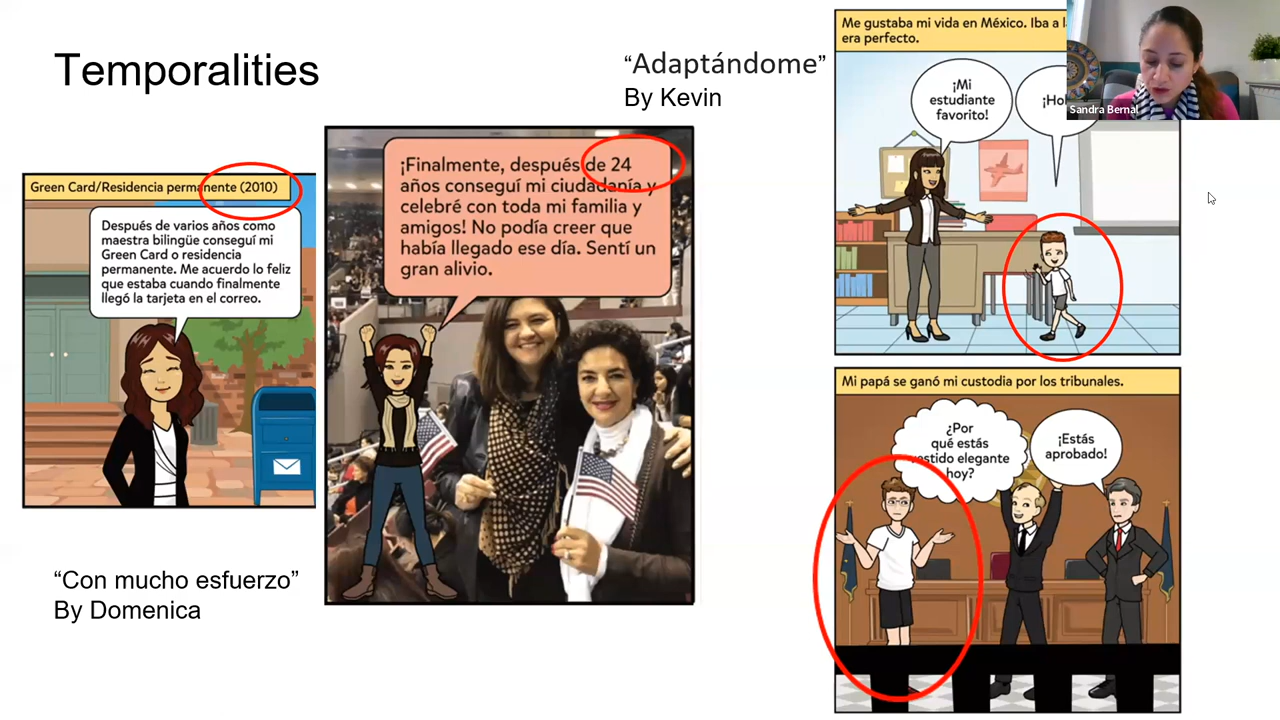 Temporalities
Green Card/Residencia permanente (2010)
Después de varios años como
maestra bilingüe conseguí mi
Green Card o residencia
permanente. Me acuerdo lo feliz
que estaba cuando finalmente
llegó la tarjeta en el correo.
“Con mucho esfuerzo”
By Domenica
¡Finalmente, después de 24
años conseguí mi ciudadanía y
celebré con toda mi familia y
amigos! No podía creer que
había llegado ese día. Sentí un
gran alivio.
“Adaptándome”
By Kevin
Me gustaba mi vida en México. Iba a
era perfecto.
¡Mi
estudiante
favorito!
Sandra Bernal
Mi papá se ganó mi custodia por los tribunales.
¿Por
qué estás
vestido elegante
hoy?
¡Estás
aprobado!